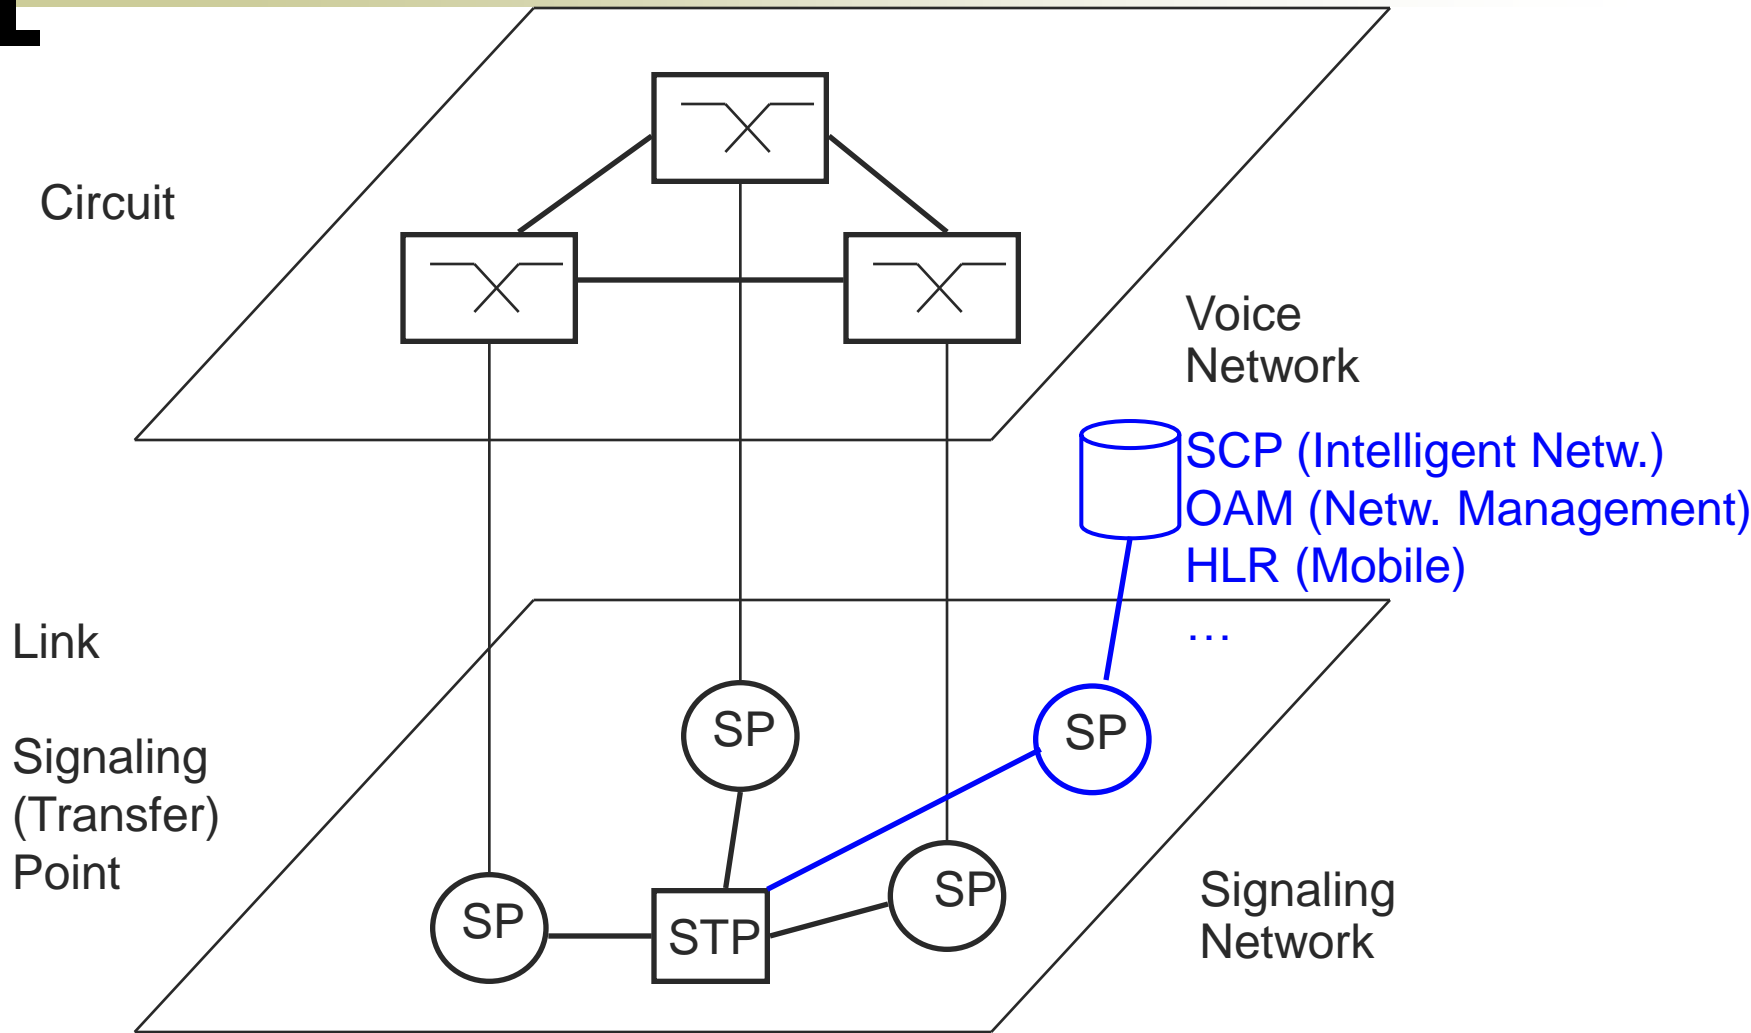 Circuit
Voice
Network
SCP (Intelligent Netw.)
OAM (Netw. Management)
HLR (Mobile)
…
Link
Signaling
(Transfer)
Point
SP
SP
SP
SP
STP
Signaling
Network